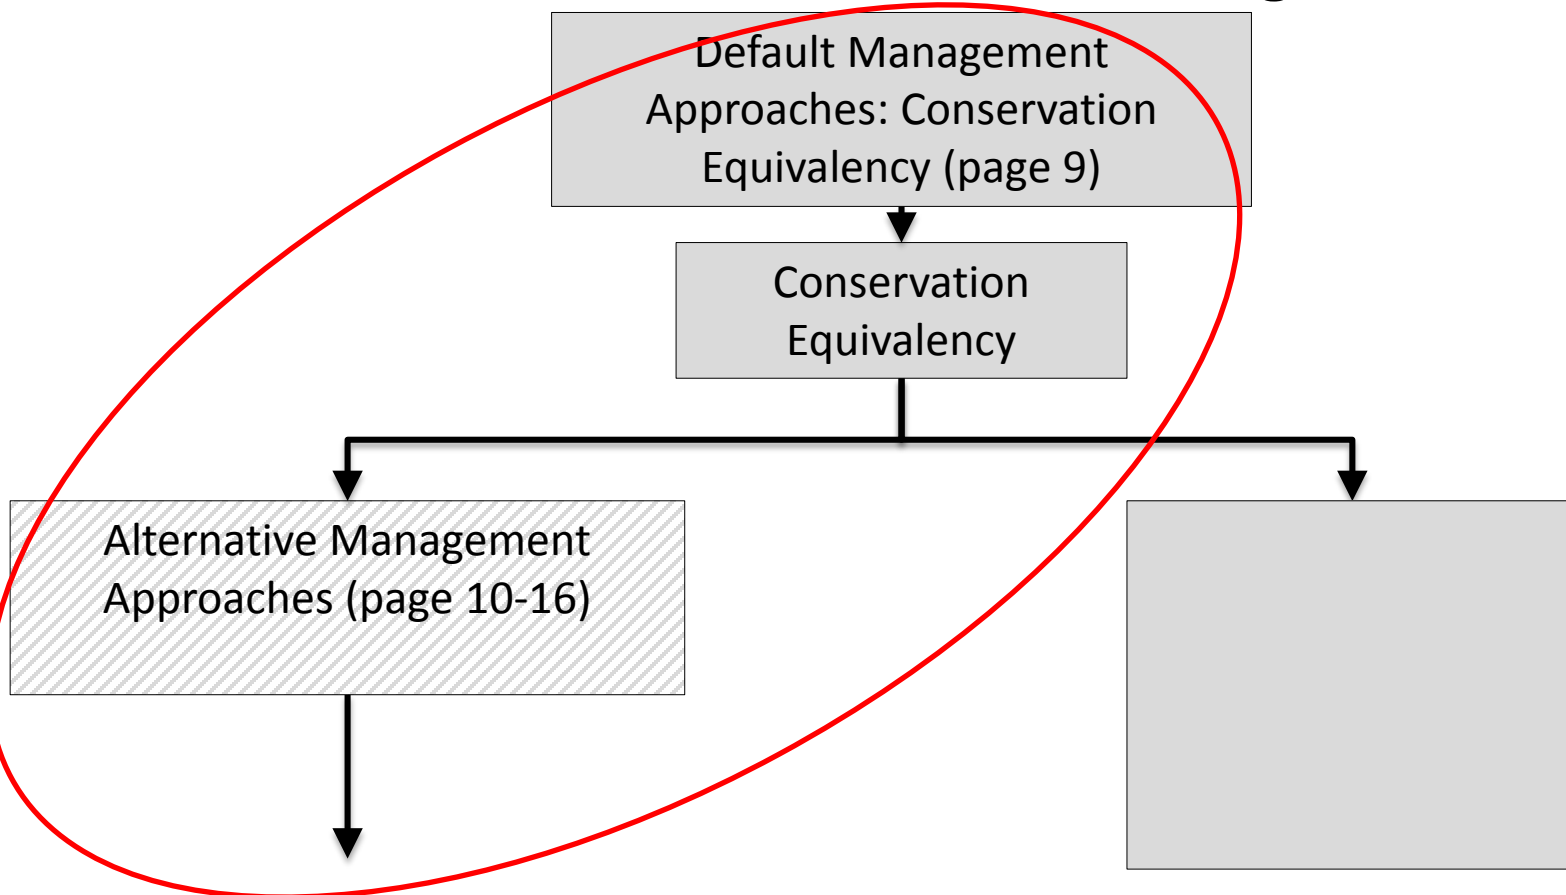 Default Management
Approaches: Conservation
Equivalency (page 9)
Conservation
Equivalency
Alternative Management
Approaches (page 10-16)